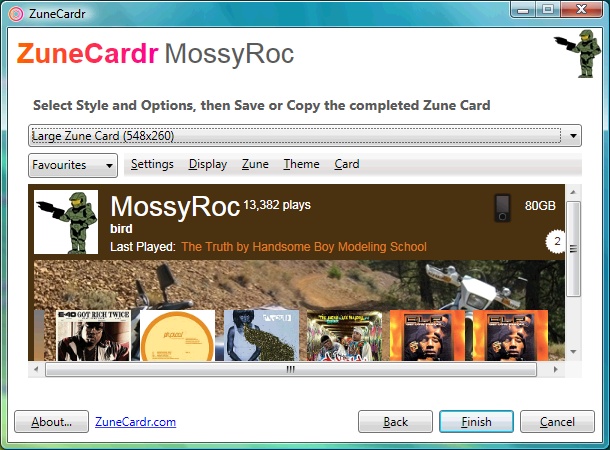 ZuneCardr
ZuneCardr MossyRoc
Select Style and Options, then Save or Copy the completed Zune Card
Large Zune Card (548x260)
Favourites Settings Display Zune Theme Card
MossyRoc 13,382 plays 80GB
bird
2
Last Played: The Truth by Handsome Boy Modeling School
E-40 GOT RICH TWICE
About... ZuneCardr.com Back Finish Cancel